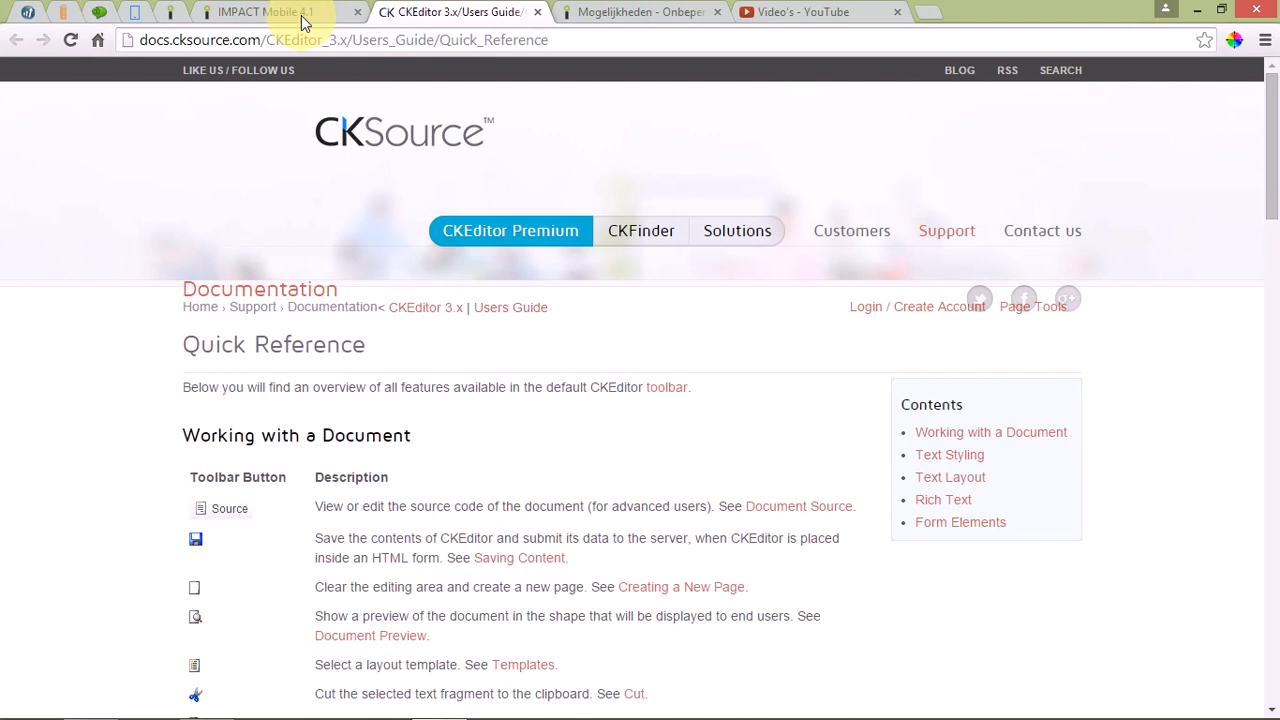 IMPACT Mobile 4.1
CKEditor 3.x/Users Guide/
Mogelijkheden - Onbeper
Video's - YouTube
docs.cksource.com/CKEditor_3.x/Users_Guide/Quick_Reference
LIKE US / FOLLOW US
BLOG RSS SEARCH
CKSource™
CKEditor Premium CKFinder Solutions Customers Support Contact us
Documentation
Home › Support › Documentation< CKEditor 3.x | Users Guide
Login / Create Account Page Tools
Quick Reference
Below you will find an overview of all features available in the default CKEditor toolbar.
Contents
Working with a Document
Text Styling
Text Layout
Rich Text
Form Elements
Working with a Document
Toolbar Button Description
Source View or edit the source code of the document (for advanced users). See Document Source.
Save the contents of CKEditor and submit its data to the server, when CKEditor is placed
inside an HTML form. See Saving Content.
Clear the editing area and create a new page. See Creating a New Page.
Show a preview of the document in the shape that will be displayed to end users. See
Document Preview.
Select a layout template. See Templates.
Cut the selected text fragment to the clipboard. See Cut.